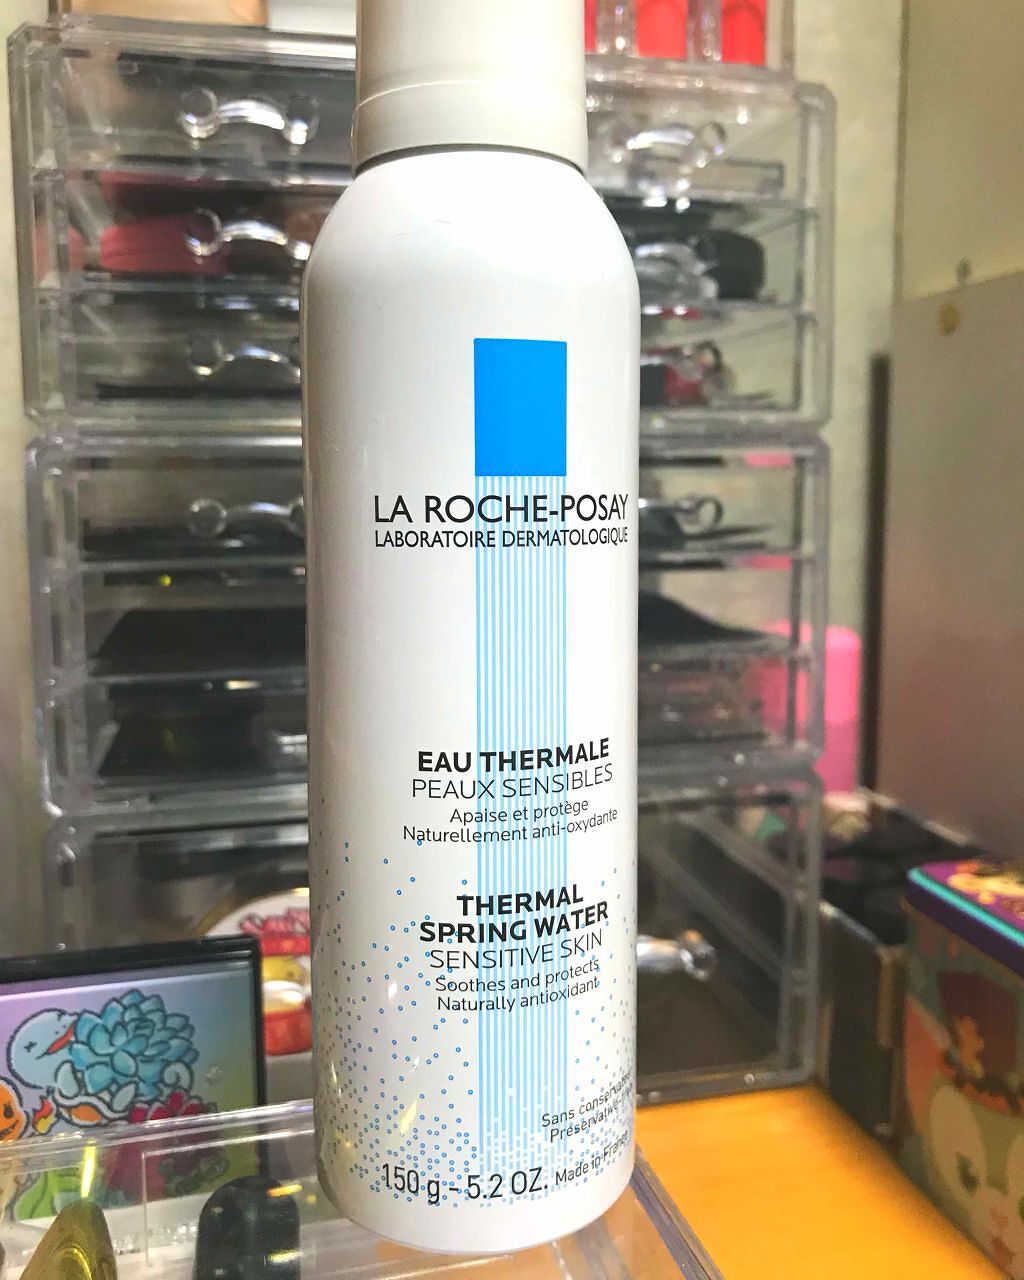 LA ROCHE-POSAY
LABORATOIRE DERMATOLOGIQUE
EAU THERMALE
PEAUX SENSIBLES
Apaise et protège
Naturellement anti-oxydante
THERMAL
SPRING WATER
SENSITIVE SKIN
Soothes and protects
Naturally antioxidant
Sans
150 g - 5.2 OZ. Made in France